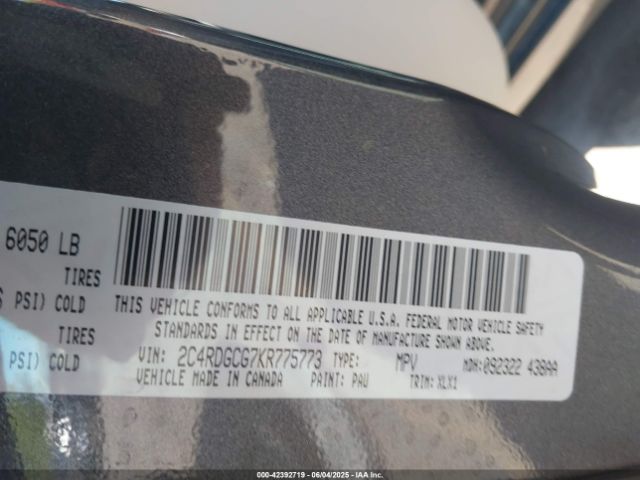 6050 LB
TIRES
PSI) COLD
TIRES
PSI) COLD
THIS VEHICLE CONFORMS TO ALL APPLICABLE U.S.A. FEDERAL MOTOR VEHICLE SAFETY
STANDARDS IN EFFECT ON THE DATE OF MANUFACTURE SHOWN ABOVE.
VIN: 2C4RDGCG7KR775773 TYPE: MPV MDH: 092322 438AA
VEHICLE MADE IN CANADA PAINT: PAU TRIM: XLX1
000-42392719 - 06/04/2025 - IAA Inc.